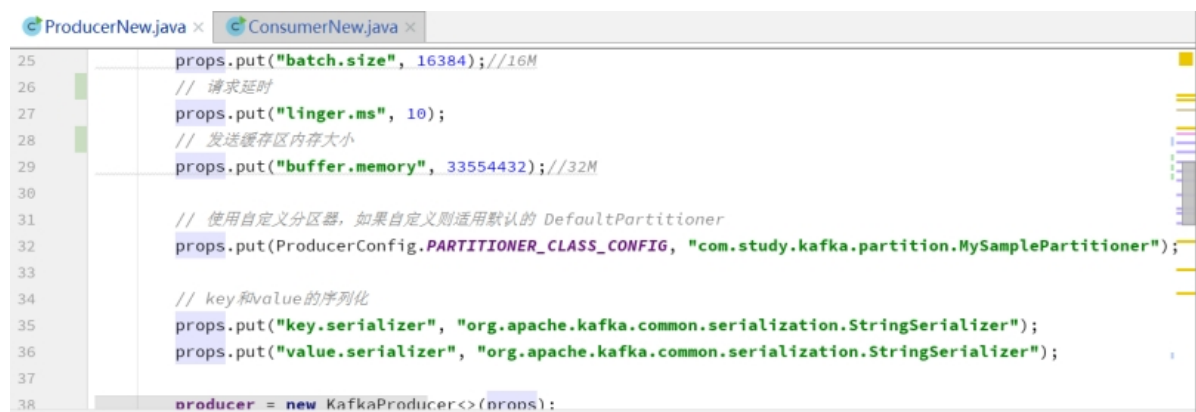 ProducerNew.java × ConsumerNew.java ×
25 props.put("batch.size", 16384);//16M
26 // 请求延时
27 props.put("linger.ms", 10);
28 // 发送缓存区内存大小
29 props.put("buffer.memory", 33554432);//32M
30
31 // 使用自定义分区器，如果自定义则适用默认的 DefaultPartitioner
32 props.put(ProducerConfig.PARTITIONER_CLASS_CONFIG, "com.study.kafka.partition.MySamplePartitioner");
33
34 // key和value的序列化
35 props.put("key.serializer", "org.apache.kafka.common.serialization.StringSerializer");
36 props.put("value.serializer", "org.apache.kafka.common.serialization.StringSerializer");
37
38 producer = new KafkaProducer<>(props);